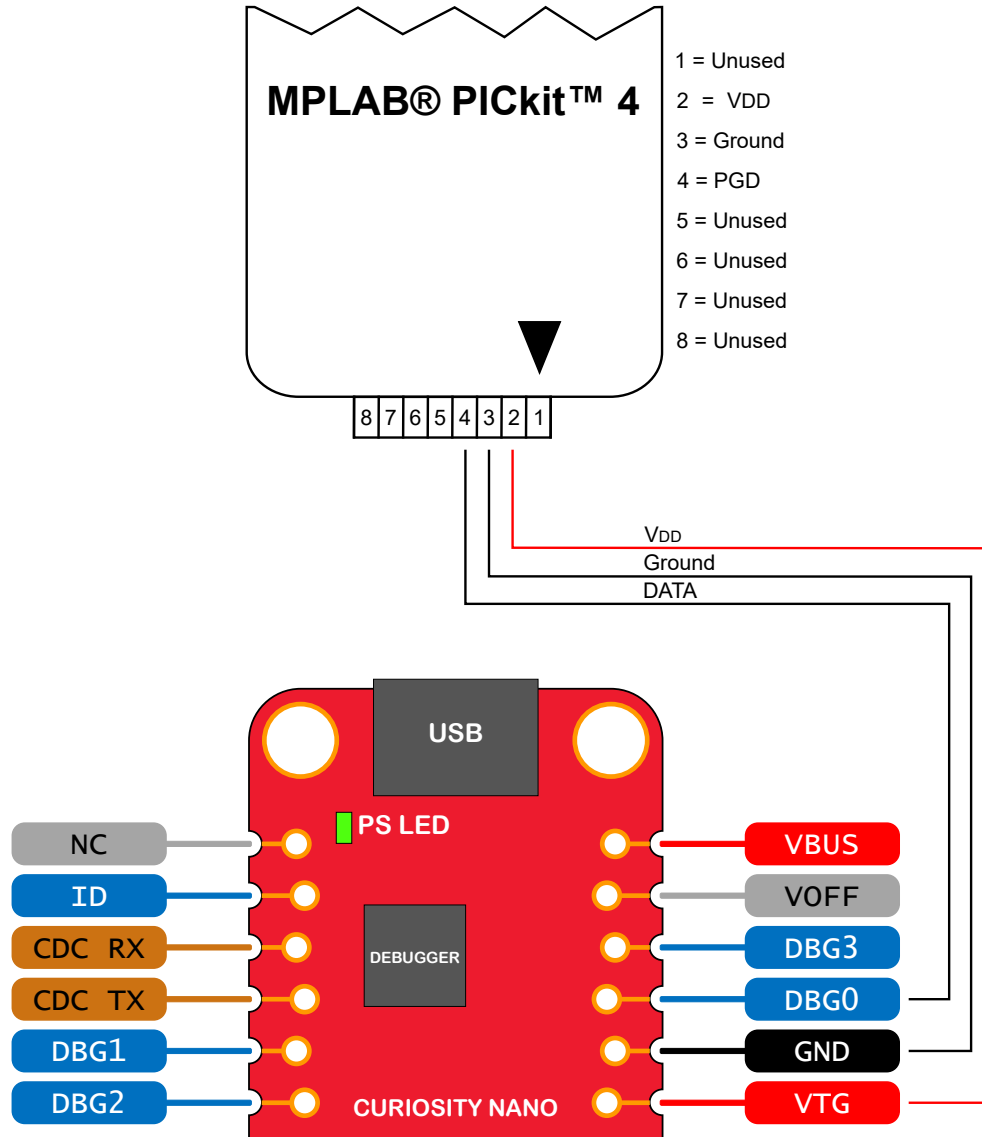 MPLAB® PICkit™ 4
1 = Unused
2 = VDD
3 = Ground
4 = PGD
5 = Unused
6 = Unused
7 = Unused
8 = Unused
8 7 6 5 4 3 2 1
VDD
Ground
DATA
USB
PS LED
NC
VBUS
ID
VOFF
CDC RX
DEBUGGER
DBG3
CDC TX
DBG0
DBG1
GND
DBG2
CURIOSITY NANO
VTG